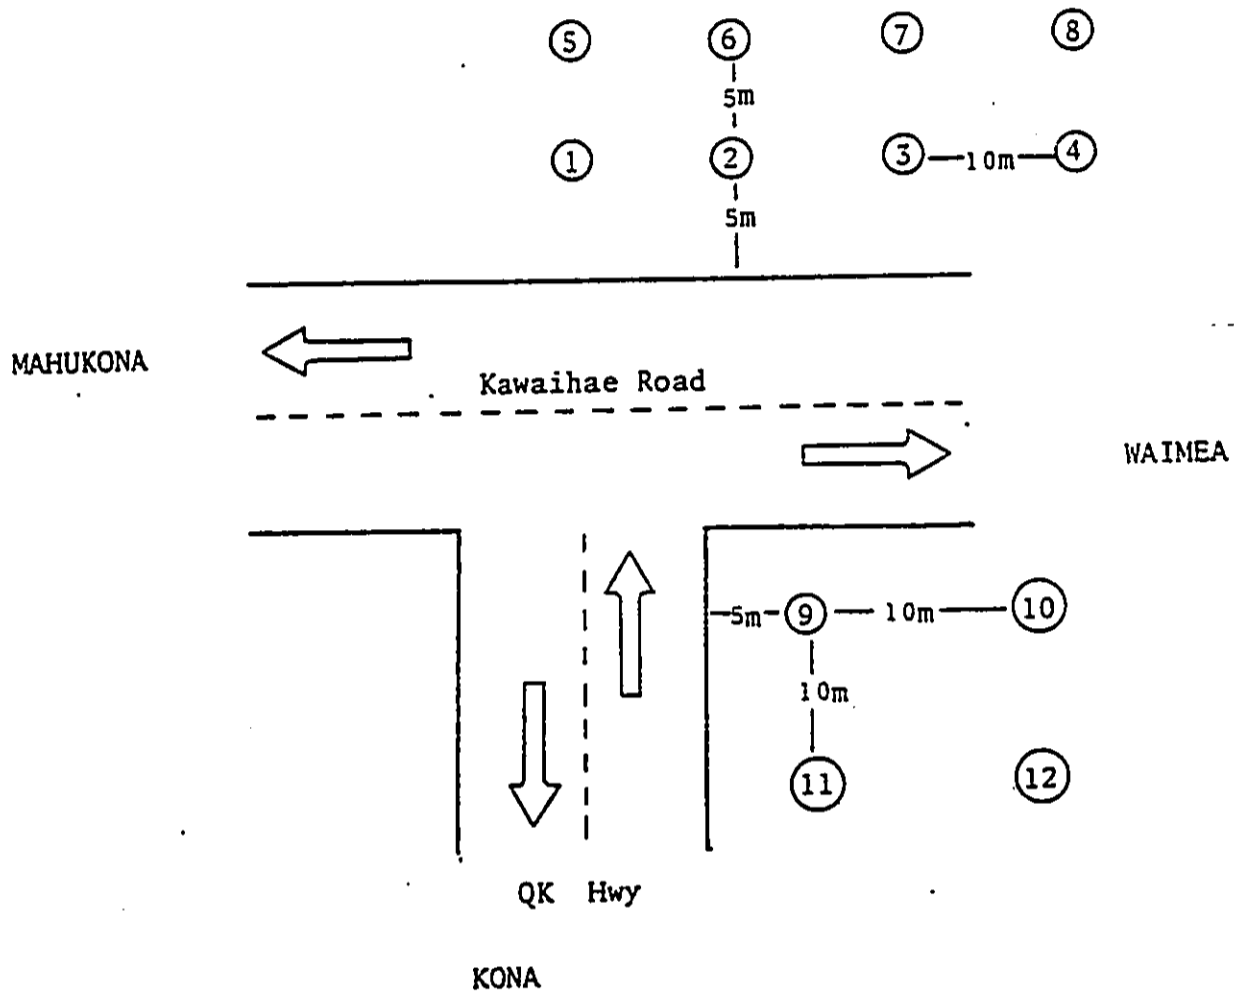 5 6 7 8
5m
1 2 3 10m 4
5m
MAHUKONA
Kawaihae Road
WAIMEA
5m 9 10m 10
10m
11 12
QK Hwy
KONA